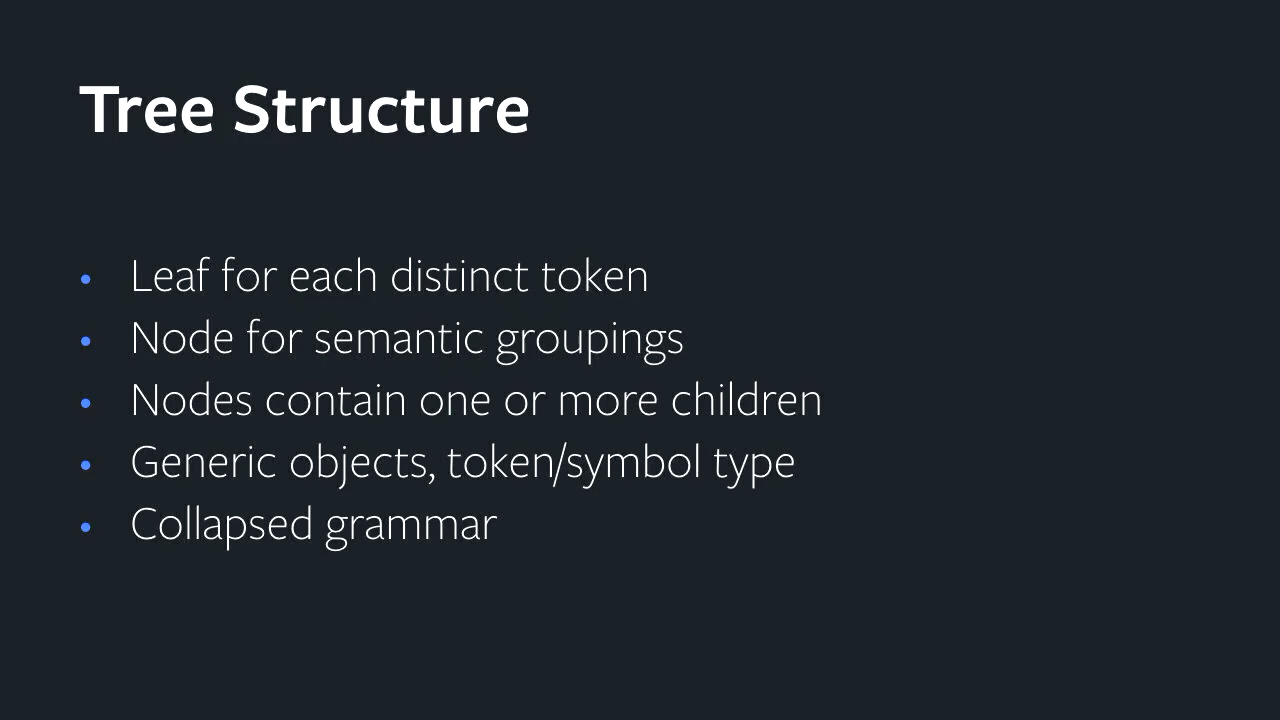 Tree Structure
• Leaf for each distinct token
• Node for semantic groupings
• Nodes contain one or more children
• Generic objects, token/symbol type
• Collapsed grammar